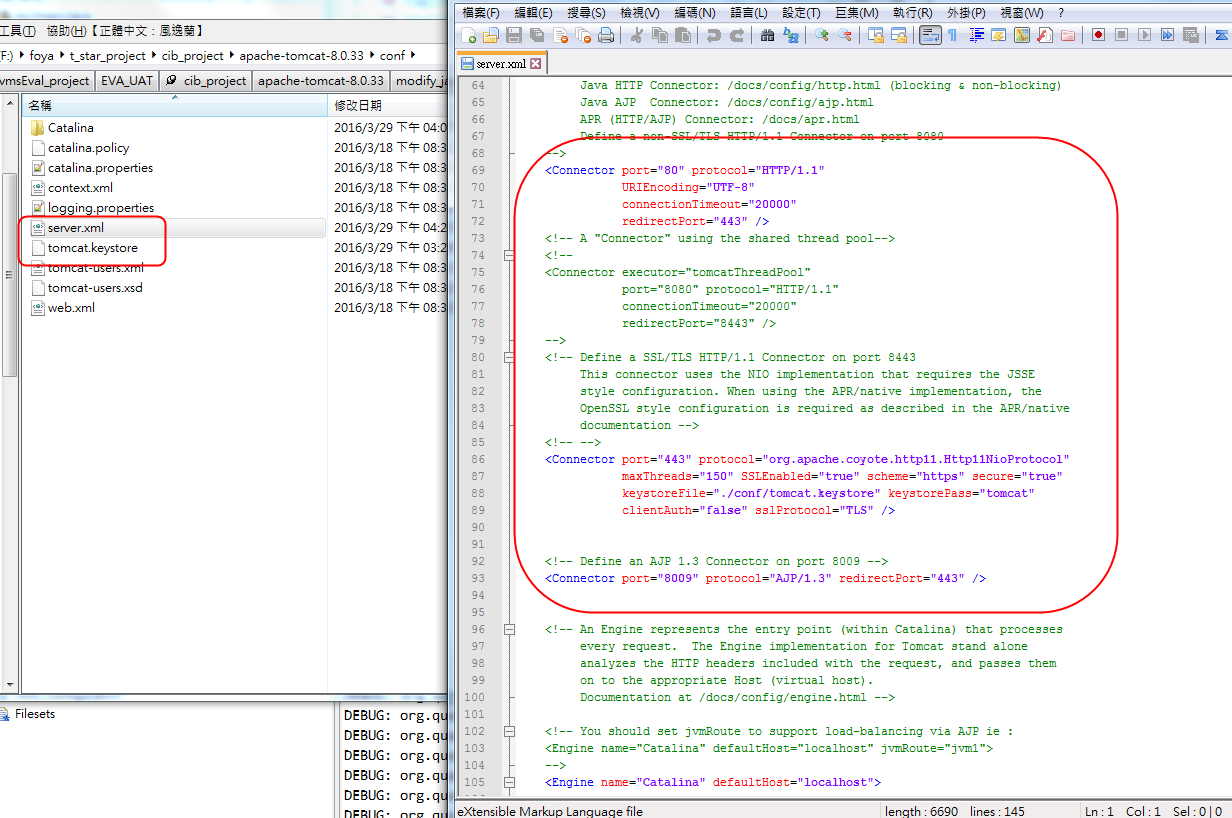 工具(T) 協助(H)【正體中文：風逸蘭】
F:) foya t_star_project cib_project apache-tomcat-8.0.33 conf
vmsEval_project EVA_UAT cib_project apache-tomcat-8.0.33
名稱 修改日期
Catalina 2016/3/29 下午 04:0
catalina.policy 2016/3/18 下午 08:3
catalina.properties 2016/3/18 下午 08:3
context.xml 2016/3/18 下午 08:3
logging.properties 2016/3/18 下午 08:3
server.xml 2016/3/29 下午 04:2
tomcat.keystore 2016/3/29 下午 03:2
tomcat-users.xml 2016/3/18 下午 08:3
tomcat-users.xsd 2016/3/18 下午 08:3
web.xml 2016/3/18 下午 08:3
Filesets
DEBUG: org.qu
DEBUG: org.qu
DEBUG: org.qu
DEBUG: org.qu
DEBUG: org.qu
檔案(F) 編輯(E) 搜尋(S) 檢視(V) 編碼(N) 語言(L) 設定(T) 巨集(M) 執行(R) 外掛(P) 視窗(W) ?
server.xml
64 Java HTTP Connector: /docs/config/http.html (blocking & non-blocking)
65 Java AJP  Connector: /docs/config/ajp.html
66 APR (HTTP/AJP) Connector: /docs/apr.html
67 Define a non-SSL/TLS HTTP/1.1 Connector on port 8080
68 -->
69 <Connector port="80" protocol="HTTP/1.1"
70 URIEncoding="UTF-8"
71 connectionTimeout="20000"
72 redirectPort="443" />
73 <!-- A "Connector" using the shared thread pool-->
74 <!--
75 <Connector executor="tomcatThreadPool"
76 port="8080" protocol="HTTP/1.1"
77 connectionTimeout="20000"
78 redirectPort="8443" />
79 -->
80 <!-- Define a SSL/TLS HTTP/1.1 Connector on port 8443
81 This connector uses the NIO implementation that requires the JSSE
82 style configuration. When using the APR/native implementation, the
83 OpenSSL style configuration is required as described in the APR/native
84 documentation -->
85 <!-- -->
86 <Connector port="443" protocol="org.apache.coyote.http11.Http11NioProtocol"
87 maxThreads="150" SSLEnabled="true" scheme="https" secure="true"
88 keystoreFile="./conf/tomcat.keystore" keystorePass="tomcat"
89 clientAuth="false" sslProtocol="TLS" />
90
91
92 <!-- Define an AJP 1.3 Connector on port 8009 -->
93 <Connector port="8009" protocol="AJP/1.3" redirectPort="443" />
94
95
96 <!-- An Engine represents the entry point (within Catalina) that processes
97 every request.  The Engine implementation for Tomcat stand alone
98 analyzes the HTTP headers included with the request, and passes them
99 on to the appropriate Host (virtual host).
100 Documentation at /docs/config/engine.html -->
101
102 <!-- You should set jvmRoute to support load-balancing via AJP ie :
103 <Engine name="Catalina" defaultHost="localhost" jvmRoute="jvm1">
104 -->
105 <Engine name="Catalina" defaultHost="localhost">
eXtensible Markup Language file length : 6690 lines : 145 Ln : 1 Col : 1 Sel : 0 | 0